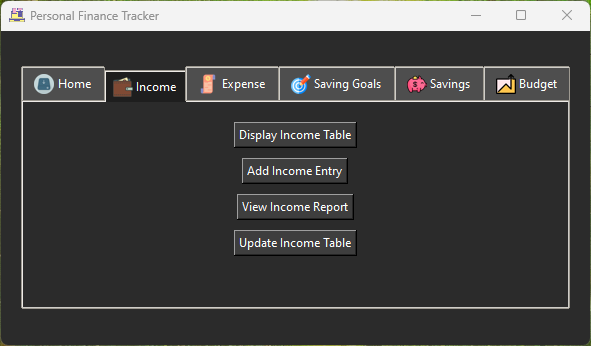 Personal Finance Tracker
Home Income Expense Saving Goals Savings Budget
Display Income Table
Add Income Entry
View Income Report
Update Income Table